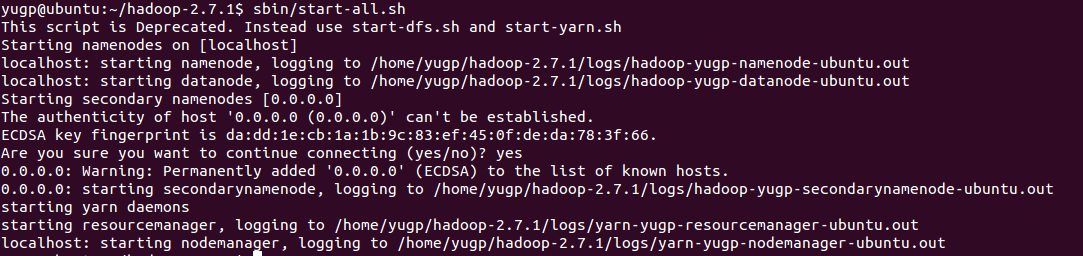 yugp@ubuntu:~/hadoop-2.7.1$ sbin/start-all.sh
This script is Deprecated. Instead use start-dfs.sh and start-yarn.sh
Starting namenodes on [localhost]
localhost: starting namenode, logging to /home/yugp/hadoop-2.7.1/logs/hadoop-yugp-namenode-ubuntu.out
localhost: starting datanode, logging to /home/yugp/hadoop-2.7.1/logs/hadoop-yugp-datanode-ubuntu.out
Starting secondary namenodes [0.0.0.0]
The authenticity of host '0.0.0.0 (0.0.0.0)' can't be established.
ECDSA key fingerprint is da:dd:1e:cb:1a:1b:9c:83:ef:45:0f:de:da:78:3f:66.
Are you sure you want to continue connecting (yes/no)? yes
0.0.0.0: Warning: Permanently added '0.0.0.0' (ECDSA) to the list of known hosts.
0.0.0.0: starting secondarynamenode, logging to /home/yugp/hadoop-2.7.1/logs/hadoop-yugp-secondarynamenode-ubuntu.out
starting yarn daemons
starting resourcemanager, logging to /home/yugp/hadoop-2.7.1/logs/yarn-yugp-resourcemanager-ubuntu.out
localhost: starting nodemanager, logging to /home/yugp/hadoop-2.7.1/logs/yarn-yugp-nodemanager-ubuntu.out